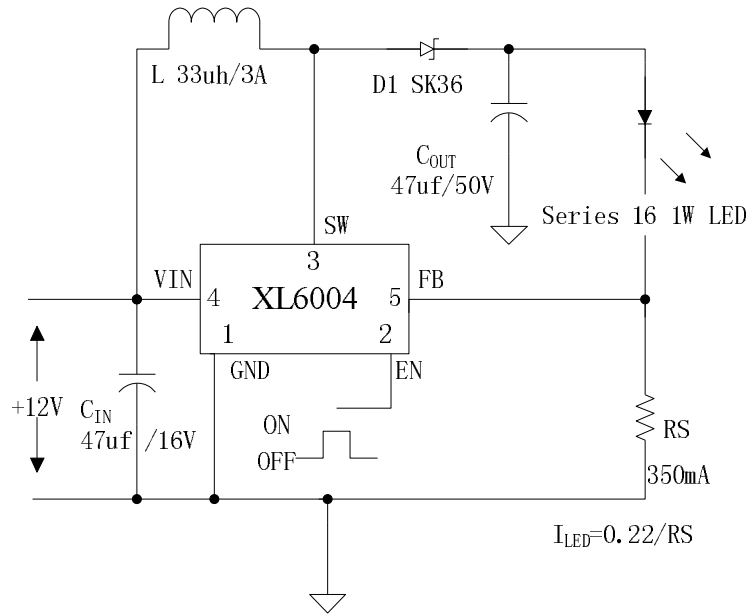 L 33uh/3A
D1 SK36
COUT
47uf/50V
Series 16 1W LED
SW
3
VIN
4
XL6004
5
FB
1
2
GND
EN
+12V
CIN
47uf /16V
ON
OFF
RS
350mA
ILED=0.22/RS